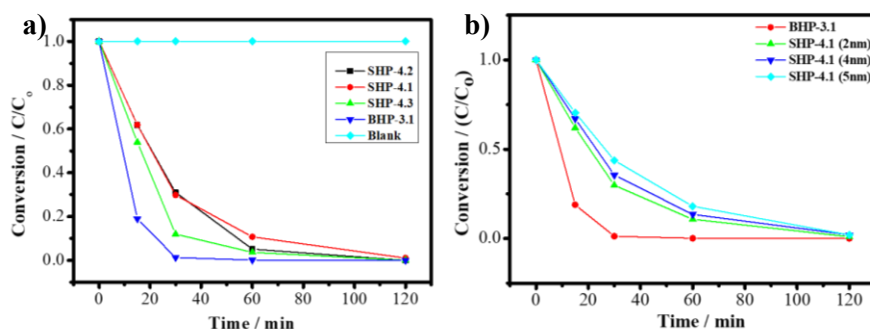 a)
1.0
0.8
0.6
0.4
0.2
0.0
Conversion / C/Co
SHP-4.2
SHP-4.1
SHP-4.3
BHP-3.1
Blank
0 20 40 60 80 100 120
Time / min
b)
1.0
0.5
0.0
Conversion / (C/Co)
BHP-3.1
SHP-4.1 (2nm)
SHP-4.1 (4nm)
SHP-4.1 (5nm)
0 20 40 60 80 100 120
Time / min